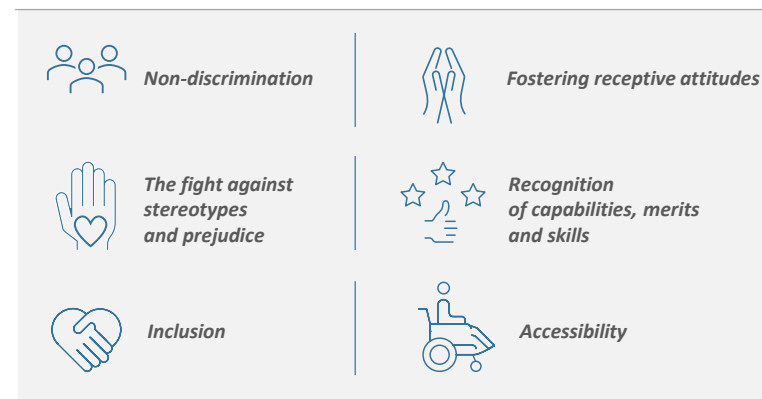 Non-discrimination
Fostering receptive attitudes
The fight against
stereotypes
and prejudice
Recognition
of capabilities, merits
and skills
Inclusion
Accessibility